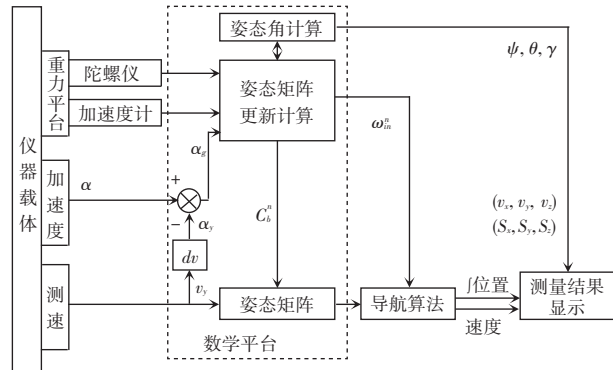 姿态角计算
ψ, θ, γ
重力平台
陀螺仪
加速度计
姿态矩阵
更新计算
ω_{in}^{n}
α_g
仪器载体
加速度
α
+
−
α_y
C_b^n
(v_x, v_y, v_z)
(S_x, S_y, S_z)
dv
测速
v_y
姿态矩阵
导航算法
∫位置
速度
测量结果
显示
数学平台